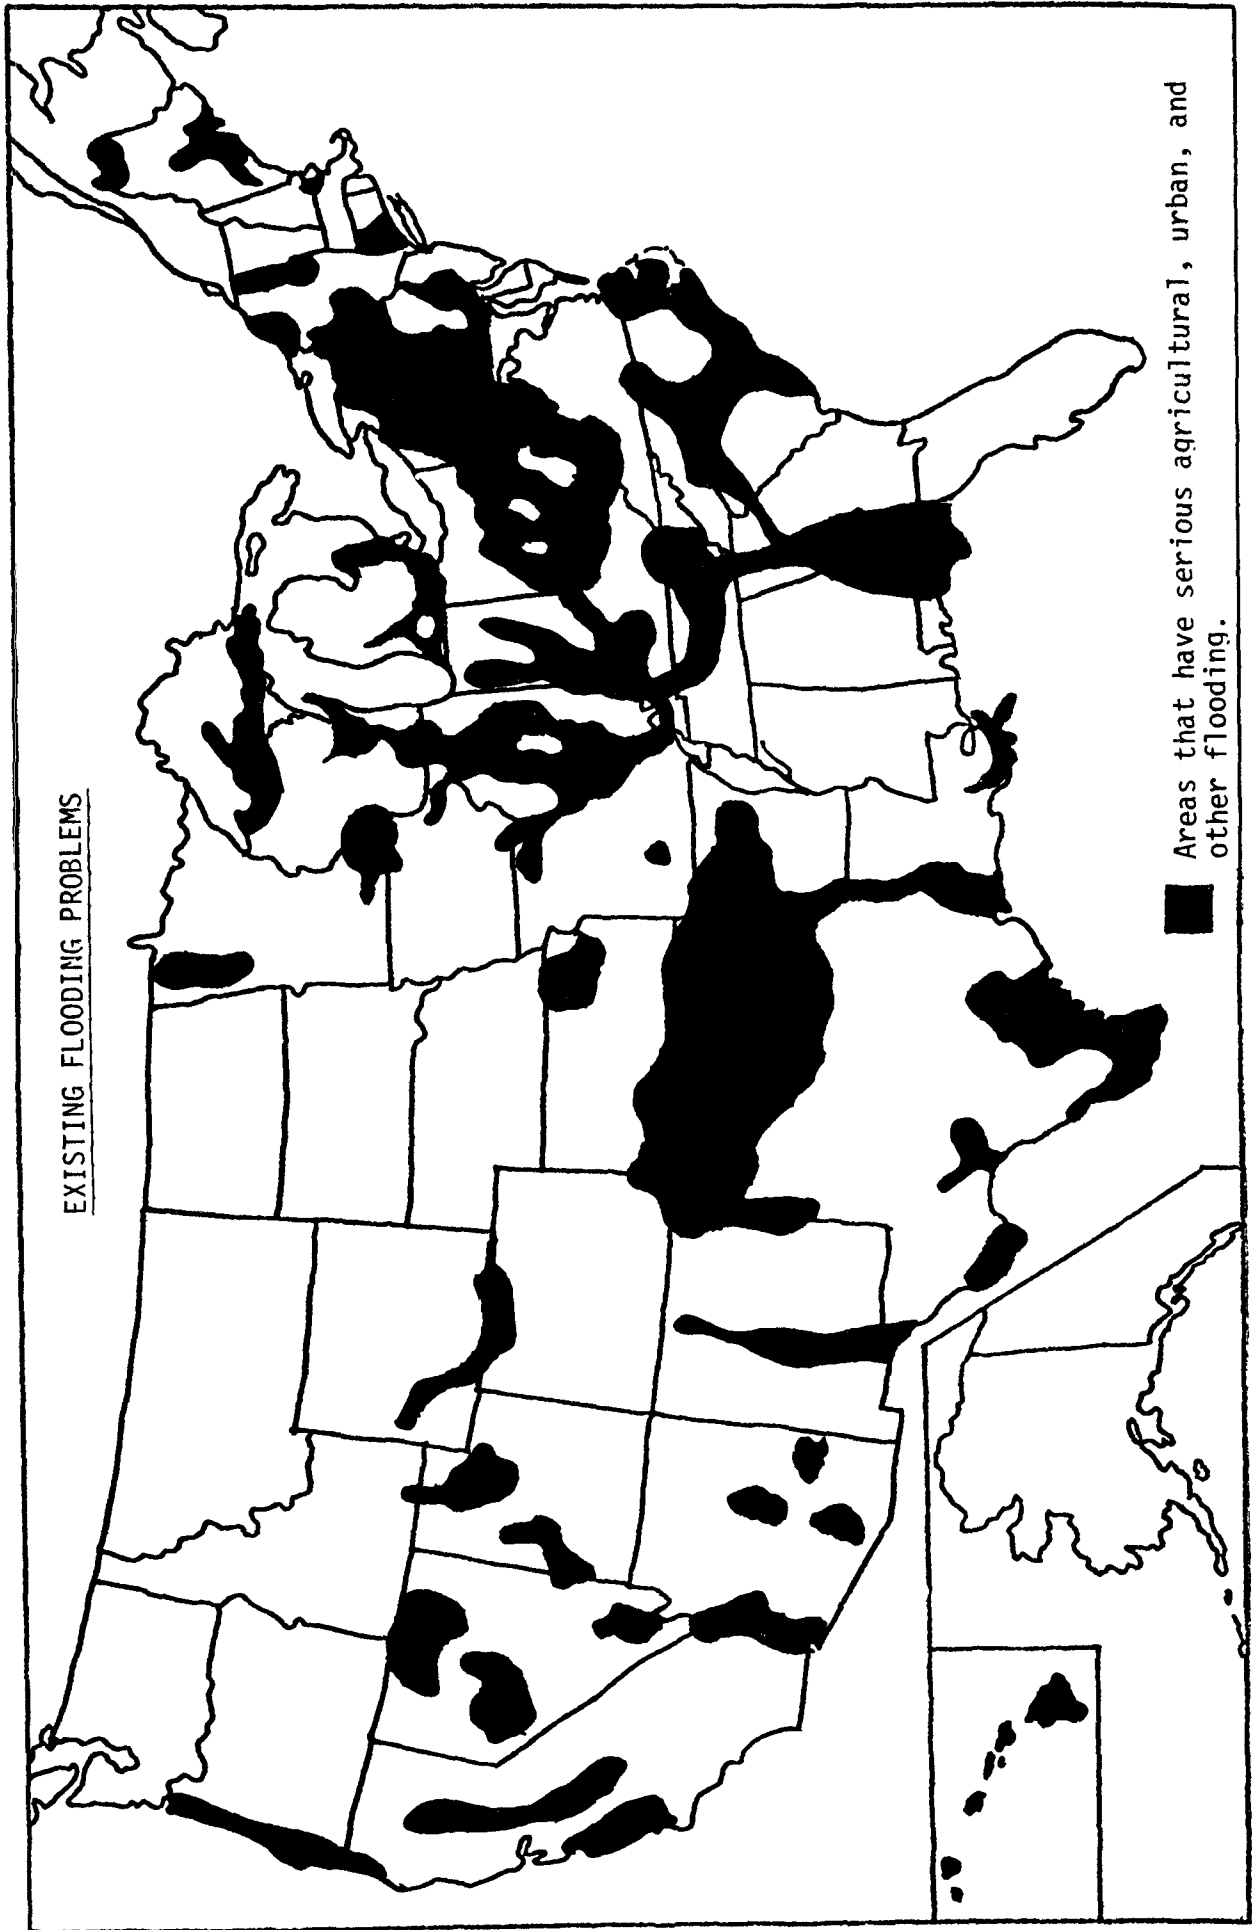 EXISTING FLOODING PROBLEMS
Areas that have serious agricultural, urban, and
other flooding.